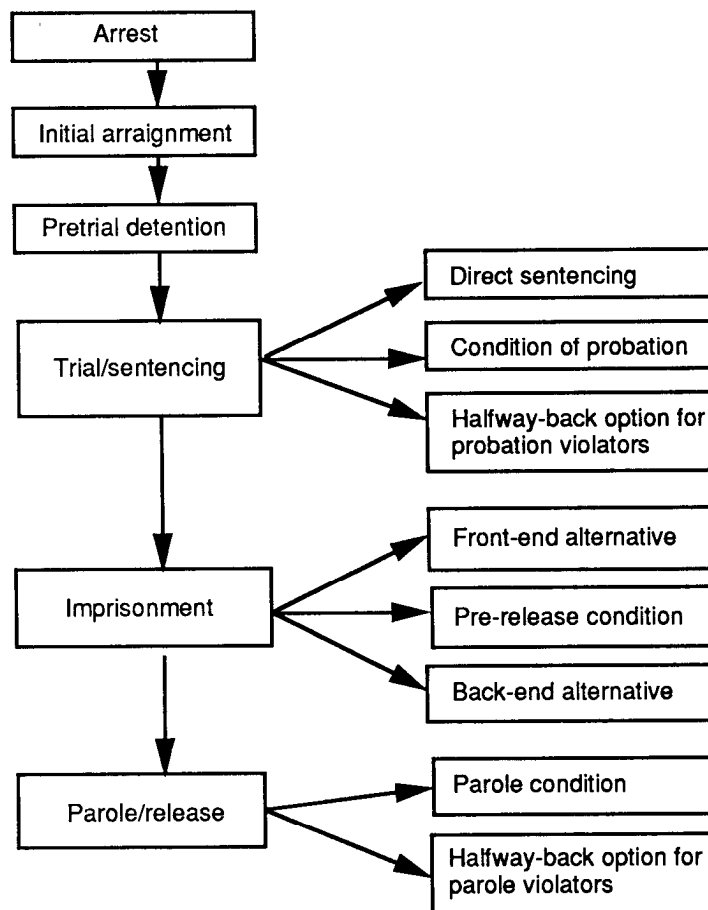 Arrest
Initial arraignment
Pretrial detention
Direct sentencing
Trial/sentencing
Condition of probation
Halfway-back option for
probation violators
Front-end alternative
Imprisonment
Pre-release condition
Back-end alternative
Parole/release
Parole condition
Halfway-back option for
parole violators